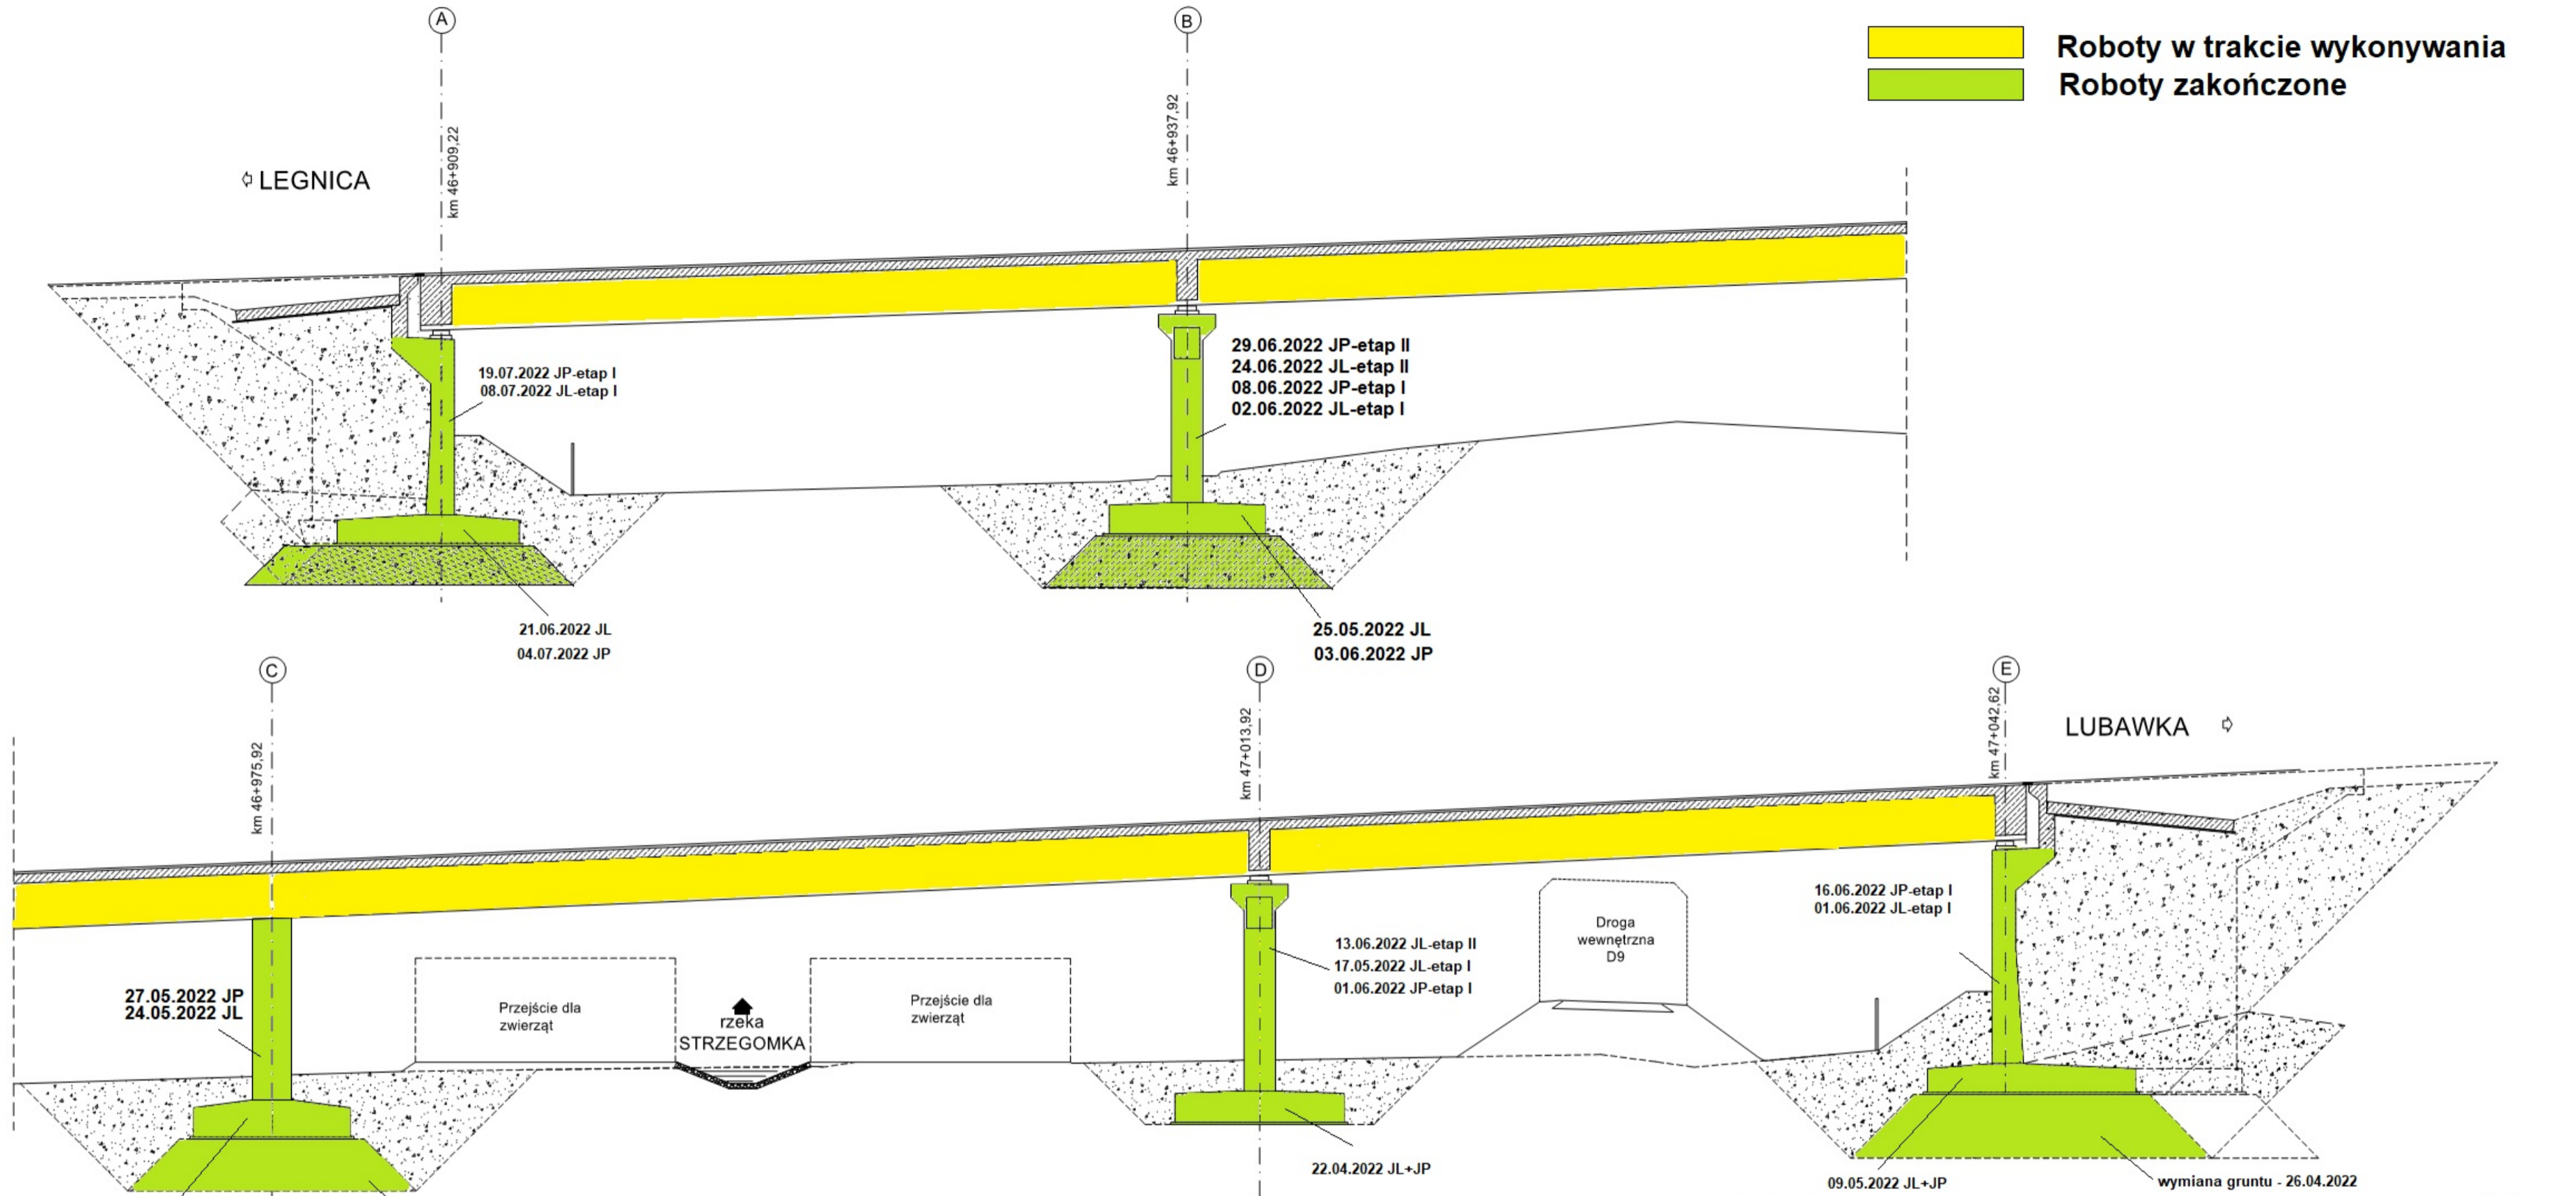 A
B
Roboty w trakcie wykonywania
Roboty zakończone
km 46+909,22
km 46+937,92
LEGNICA
19.07.2022 JP-etap I
08.07.2022 JL-etap I
29.06.2022 JP-etap II
24.06.2022 JL-etap II
08.06.2022 JP-etap I
02.06.2022 JL-etap I
21.06.2022 JL
04.07.2022 JP
25.05.2022 JL
03.06.2022 JP
C
D
E
km 46+975,92
km 47+013,92
km 47+042,62
LUBAWKA
27.05.2022 JP
24.05.2022 JL
Przejście dla
zwierząt
rzeka
STRZEGOMKA
Przejście dla
zwierząt
13.06.2022 JL-etap II
17.05.2022 JL-etap I
01.06.2022 JP-etap I
Droga
wewnętrzna
D9
16.06.2022 JP-etap I
01.06.2022 JL-etap I
22.04.2022 JL+JP
09.05.2022 JL+JP
wymiana gruntu - 26.04.2022